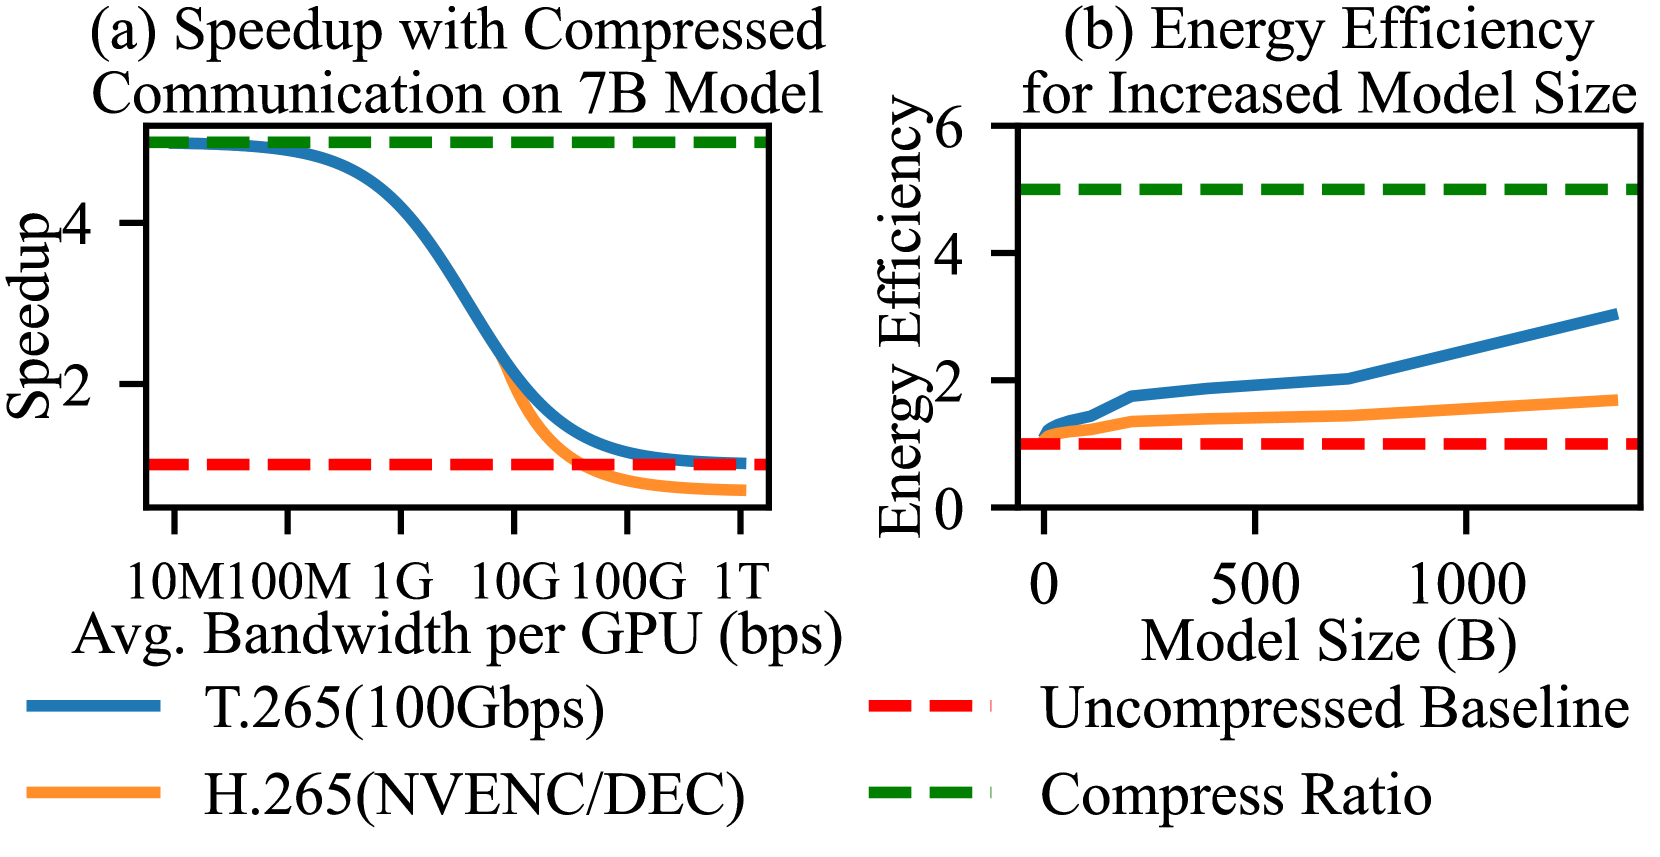 (a) Speedup with Compressed
Communication on 7B Model
Speedup
4
2
10M 100M 1G 10G 100G 1T
Avg. Bandwidth per GPU (bps)
(b) Energy Efficiency
for Increased Model Size
Energy Efficiency
6
4
2
0
0 500 1000
Model Size (B)
T.265(100Gbps)
H.265(NVENC/DEC)
Uncompressed Baseline
Compress Ratio